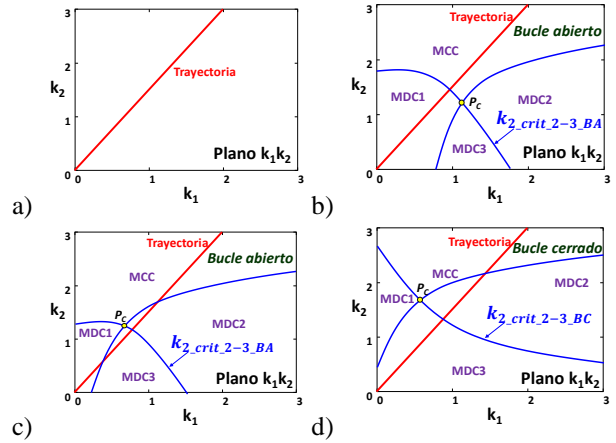 3
2
k2
1
0
0
1
2
3
k1
Trayectoria
Plano k1k2
a)
3
2
k2
1
0
0
1
2
3
k1
Trayectoria
Bucle abierto
MCC
MDC1
Pc
MDC2
k2_crit_2−3_BA
MDC3
Plano k1k2
b)
3
2
k2
1
0
0
1
2
3
k1
Trayectoria
Bucle abierto
MCC
Pc
MDC1
MDC2
k2_crit_2−3_BA
MDC3
Plano k1k2
c)
3
2
k2
1
0
0
1
2
3
k1
Trayectoria
Bucle cerrado
MCC
MDC2
MDC1
Pc
k2_crit_2−3_BC
MDC3
Plano k1k2
d)